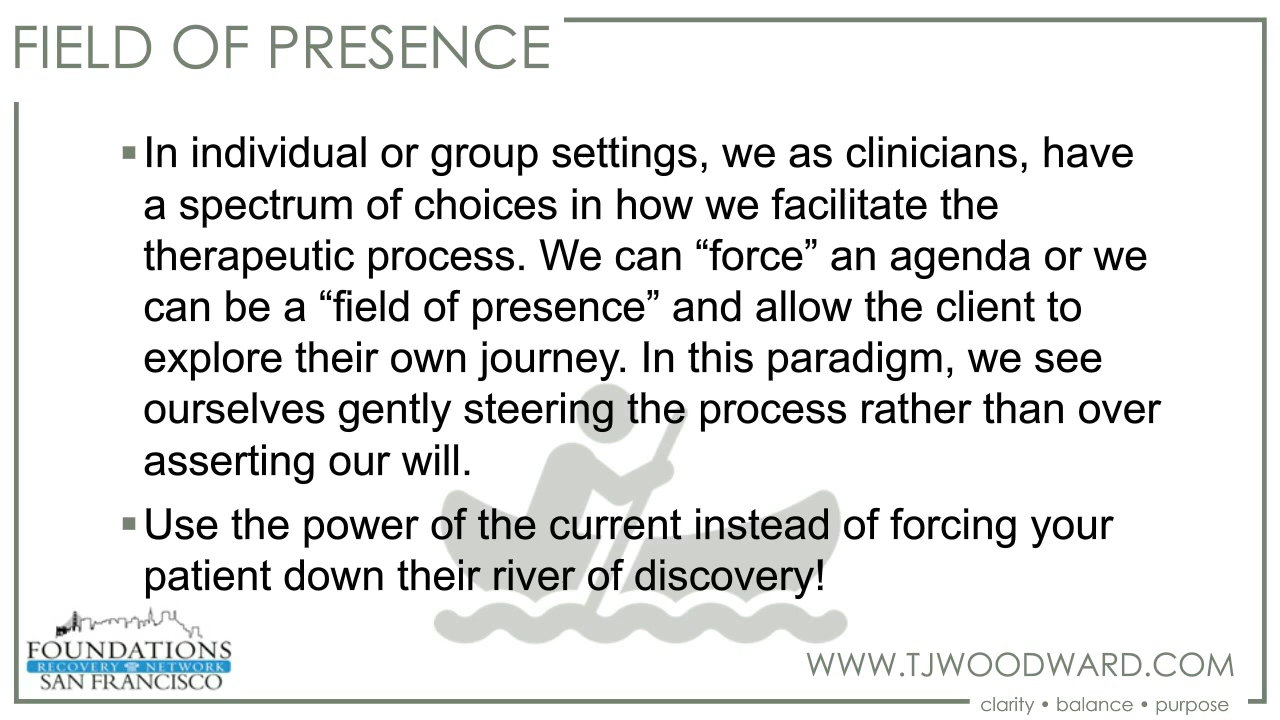 FIELD OF PRESENCE
▪In individual or group settings, we as clinicians, have
a spectrum of choices in how we facilitate the
therapeutic process. We can “force” an agenda or we
can be a “field of presence” and allow the client to
explore their own journey. In this paradigm, we see
ourselves gently steering the process rather than over
asserting our will.
▪Use the power of the current instead of forcing your
patient down their river of discovery!
FOUNDATIONS
RECOVERY NETWORK
SAN FRANCISCO
WWW.TJWOODWARD.COM
clarity • balance • purpose